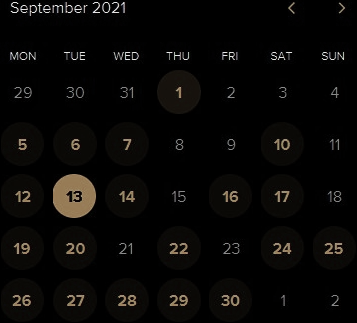 September 2021
MON TUE WED THU FRI SAT SUN
29 30 31 1 2 3 4
5 6 7 8 9 10 11
12 13 14 15 16 17 18
19 20 21 22 23 24 25
26 27 28 29 30 1 2